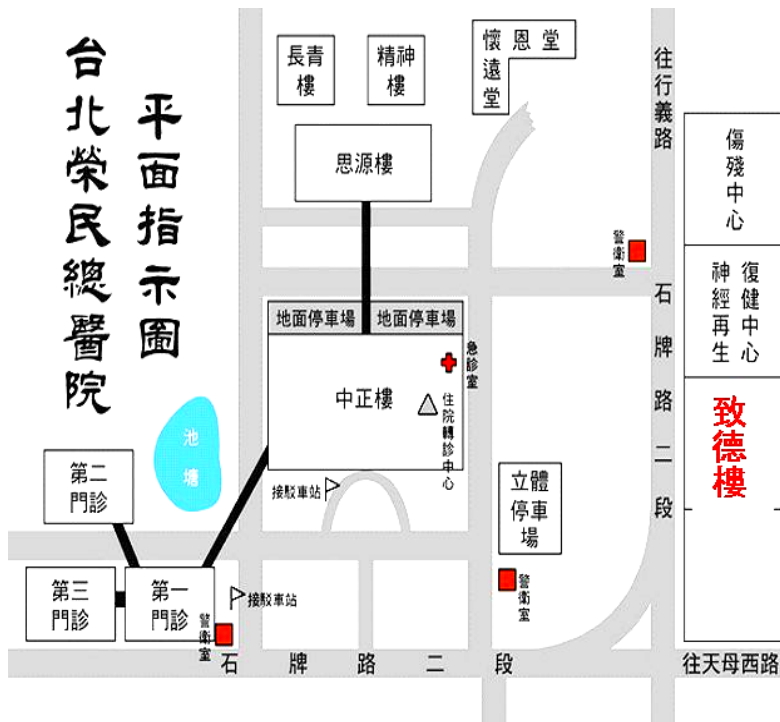 台北榮民總醫院
平面指示圖
長青
樓
精神
樓
懷恩堂
遠堂
往行義路
思源樓
傷殘中心
警衛室
復健中心
神經再生
地面停車場
地面停車場
急診室
中正樓
住院轉診中心
石牌路二段
致德樓
池塘
第二
門診
接駁車站
立體
停車
場
第三
門診
第一
門診
接駁車站
警衛室
警衛室
石牌路二段
往天母西路